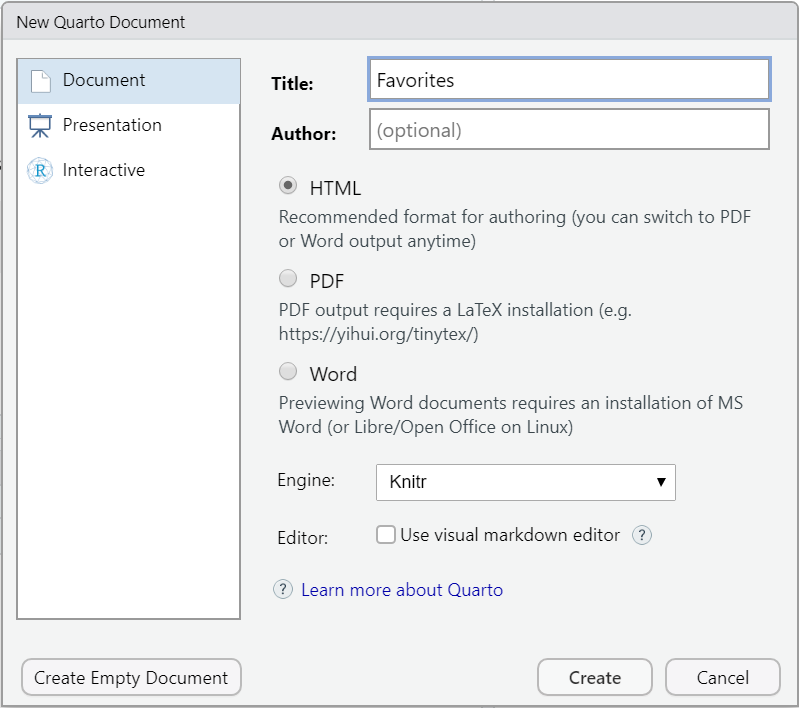 New Quarto Document
Document
Presentation
R Interactive
Title: Favorites
Author: (optional)
HTML
Recommended format for authoring (you can switch to PDF
or Word output anytime)
PDF
PDF output requires a LaTeX installation (e.g.
https://yihui.org/tinytex/)
Word
Previewing Word documents requires an installation of MS
Word (or Libre/Open Office on Linux)
Engine: Knitr
Editor: Use visual markdown editor ?
? Learn more about Quarto
Create Empty Document Create Cancel